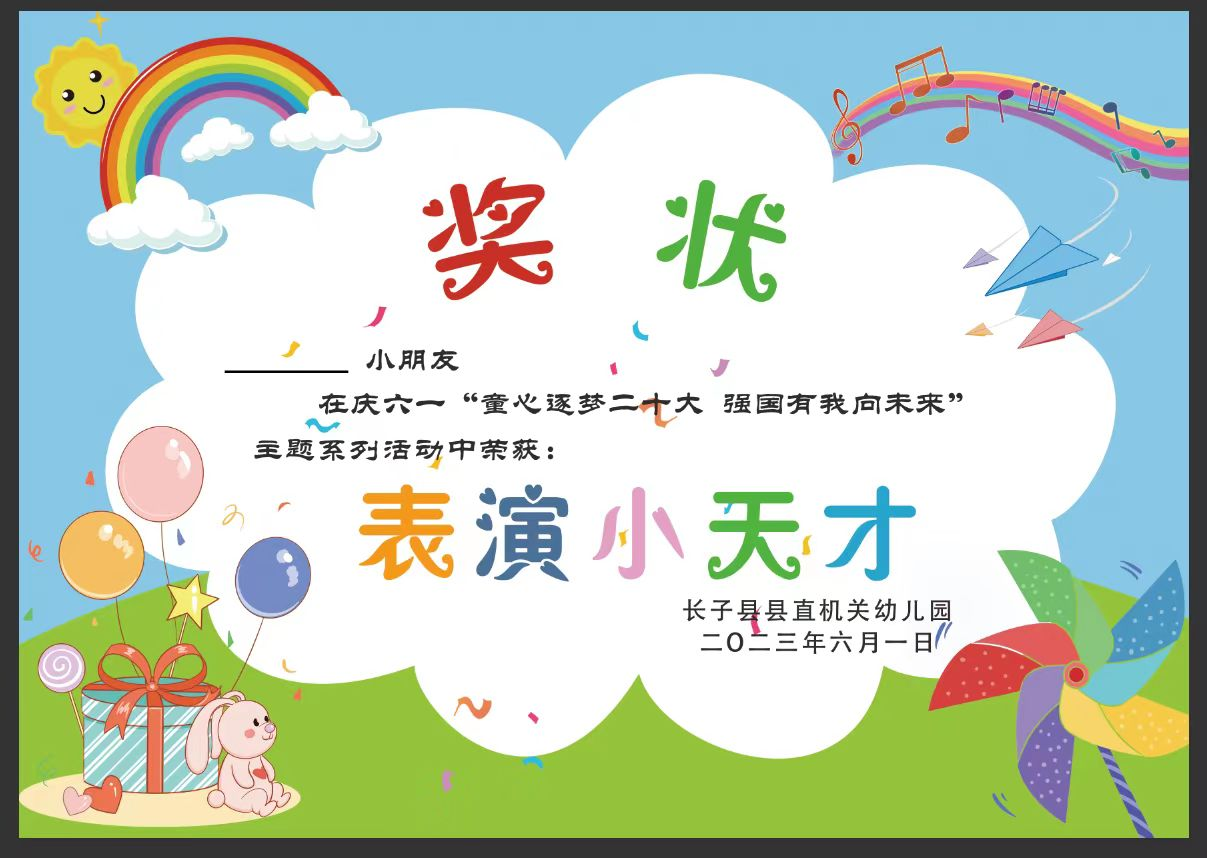 奖状
________ 小朋友
在庆六一“童心逐梦二十大 强国有我向未来”
主题系列活动中荣获：
表演小天才
长子县县直机关幼儿园
二O二三年六月一日